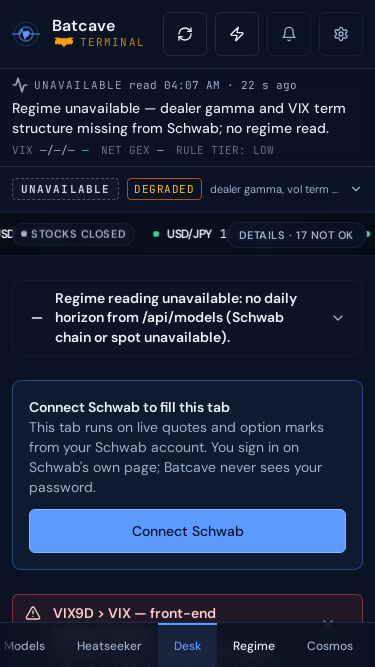 Batcave
TERMINAL
UNAVAILABLE read 04:07 AM · 22 s ago
Regime unavailable — dealer gamma and VIX term
structure missing from Schwab; no regime read.
VIX —/—/— — NET GEX — RULE TIER: LOW
UNAVAILABLE DEGRADED dealer gamma, vol term ...
STOCKS CLOSED USD/JPY 1 DETAILS · 17 NOT OK
Regime reading unavailable: no daily
horizon from /api/models (Schwab
chain or spot unavailable).
Connect Schwab to fill this tab
This tab runs on live quotes and option marks
from your Schwab account. You sign in on
Schwab's own page; Batcave never sees your
password.
Connect Schwab
VIX9D > VIX — front-end
Models Heatseeker Desk Regime Cosmos